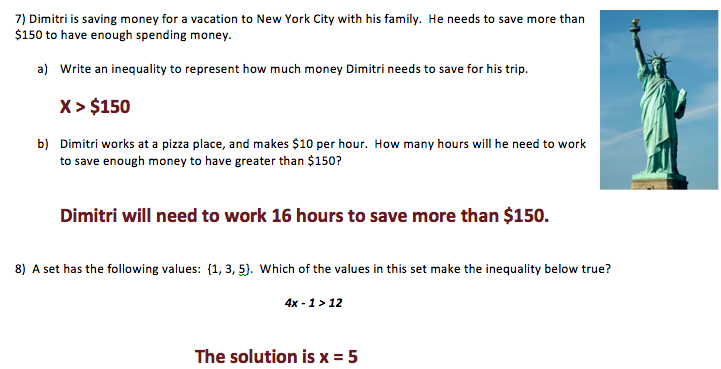 7) Dimitri is saving money for a vacation to New York City with his family. He needs to save more than
$150 to have enough spending money.
a) Write an inequality to represent how much money Dimitri needs to save for his trip.
X > $150
b) Dimitri works at a pizza place, and makes $10 per hour. How many hours will he need to work
to save enough money to have greater than $150?
Dimitri will need to work 16 hours to save more than $150.
8) A set has the following values: {1, 3, 5}. Which of the values in this set make the inequality below true?
4x - 1 > 12
The solution is x = 5